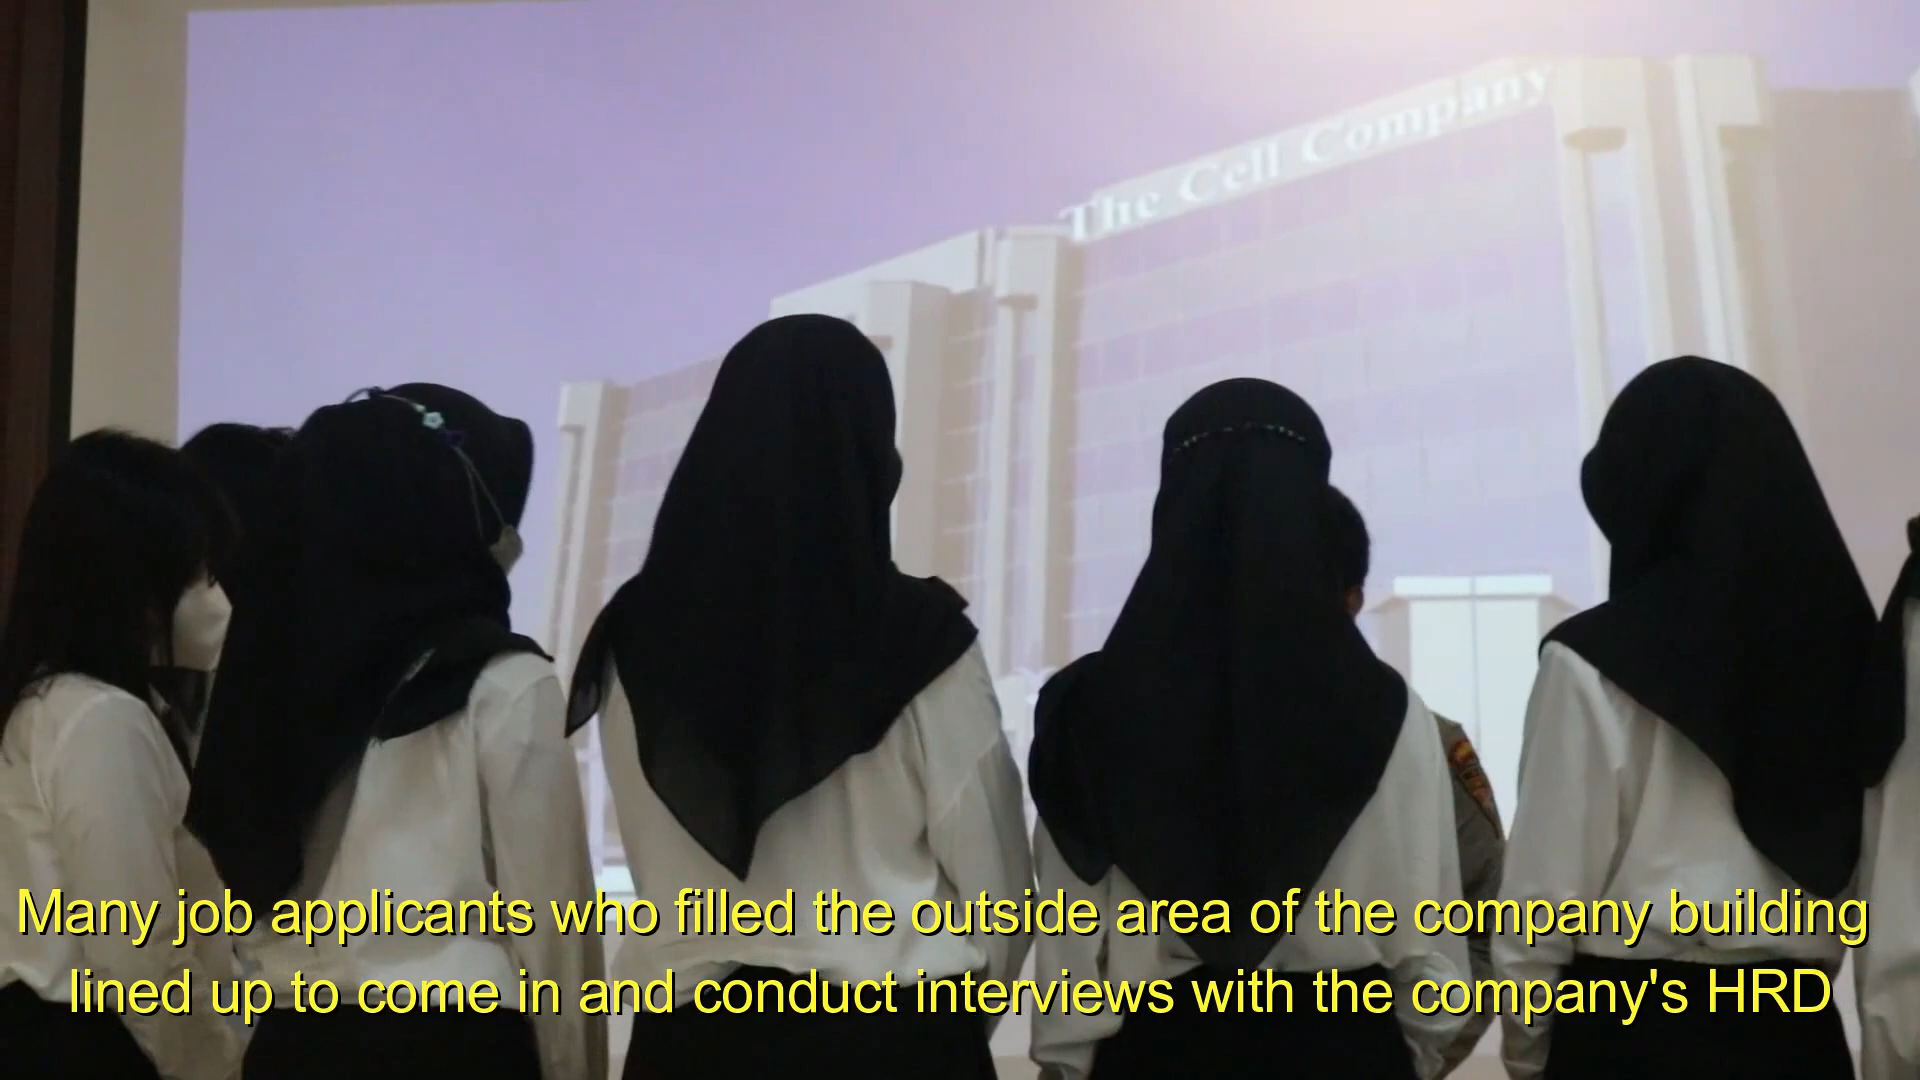 The Cell Company
Many job applicants who filled the outside area of the company building
lined up to come in and conduct interviews with the company's HRD